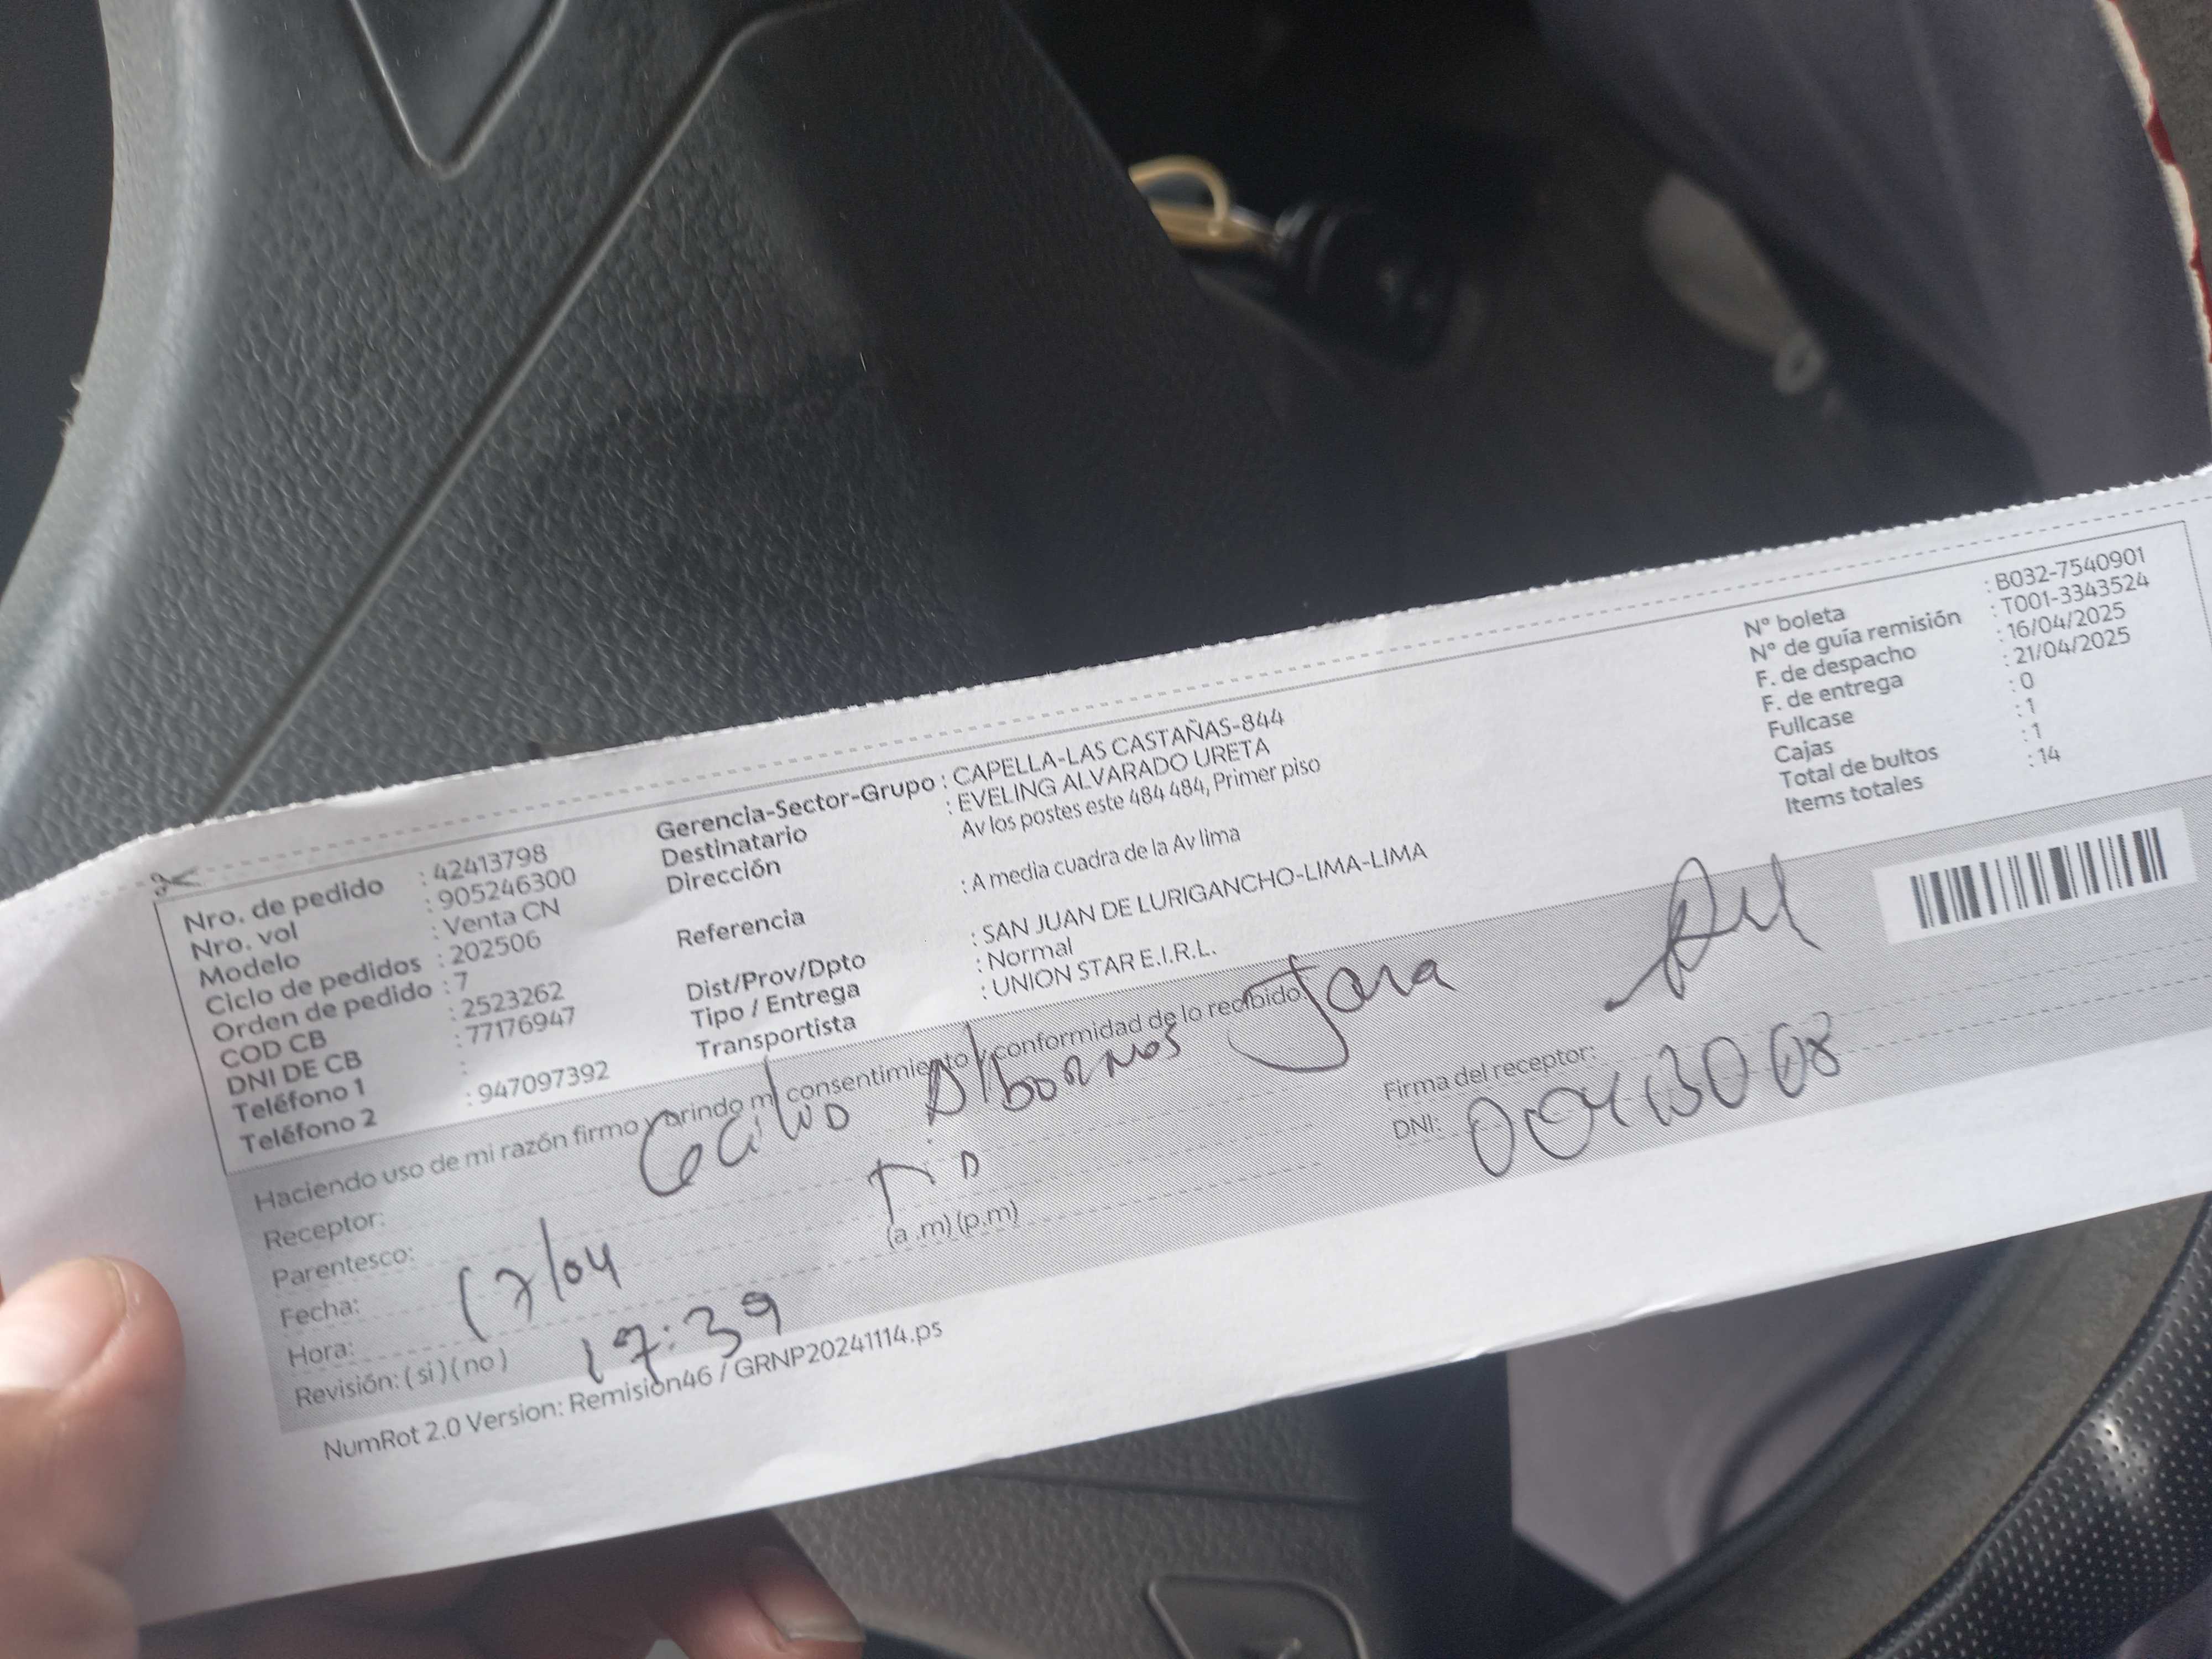 Nro. de pedido : 42413798
Nro. vol : 905246300
Modelo : Venta CN
Ciclo de pedidos : 202506
Orden de pedido : 7
COD CB : 2523262
DNI DE CB : 77176947
Teléfono 1 :
Teléfono 2 : 947097392
Gerencia-Sector-Grupo : CAPELLA-LAS CASTAÑAS-844
Destinatario : EVELING ALVARADO URETA
Dirección Av los postes este 484 484, Primer piso
Referencia : A media cuadra de la Av lima
Dist/Prov/Dpto : SAN JUAN DE LURIGANCHO-LIMA-LIMA
Tipo / Entrega : Normal
Transportista : UNION STAR E.I.R.L.
N° boleta : B032-7540901
N° de guía remisión : T001-3343524
F. de despacho : 16/04/2025
F. de entrega : 21/04/2025
Fullcase : 0
Cajas : 1
Total de bultos : 1
Items totales : 14
Haciendo uso de mi razón firmo y brindo mi consentimiento y conformidad de lo recibido:
Receptor: Albornos Jara
Parentesco:
Fecha: 17/04
Hora: 17:39 (a.m) (p.m)
Revisión: ( si ) ( no )
Firma del receptor:
DNI:
NumRot 2.0 Version: Remision46 / GRNP20241114.ps